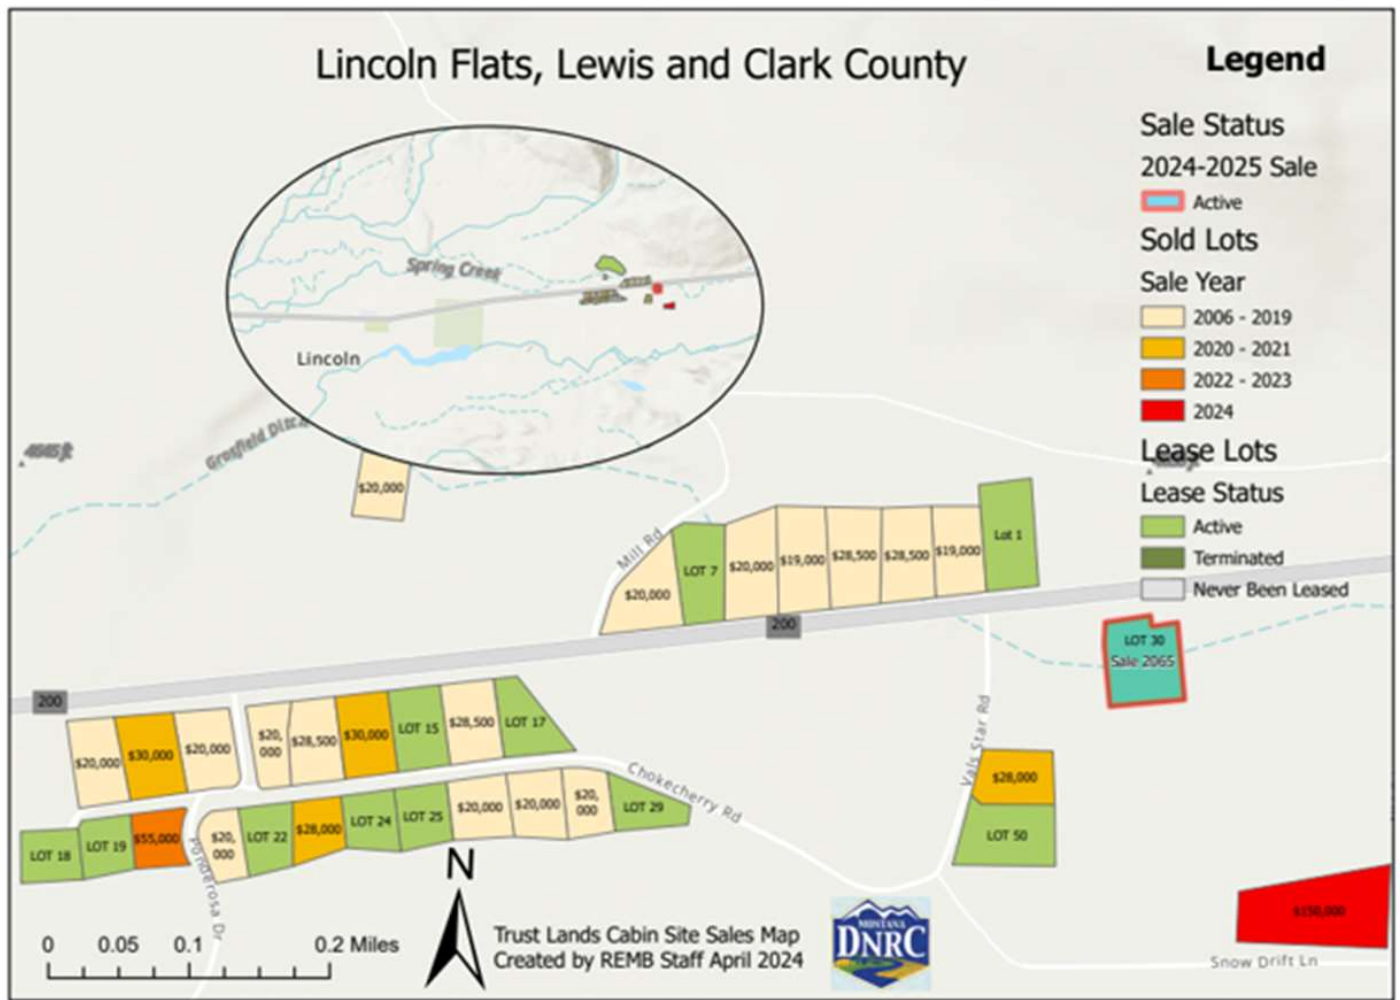 Lincoln Flats, Lewis and Clark County
Legend
Sale Status
2024-2025 Sale
Active
Sold Lots
Sale Year
2006 - 2019
2020 - 2021
2022 - 2023
2024
Lease Lots
Lease Status
Active
Terminated
Never Been Leased
Spring Creek
Lincoln
Grosfield Ditch
$20,000
Mill Rd
$20,000
LOT 7
$20,000
$19,000
$28,500
$28,500
$19,000
Lot 1
200
200
LOT 30
Sale 2065
$20,000
$30,000
$20,000
$20,
000
$28,500
$30,000
LOT 15
$28,500
LOT 17
Vals Star Rd
$28,000
LOT 50
Chokecherry Rd
LOT 18
LOT 19
$55,000
$20,
000
LOT 22
$28,000
LOT 24
LOT 25
$20,000
$20,000
$20,
000
LOT 29
Ponderosa Dr
$150,000
Snow Drift Ln
N
0 0.05 0.1 0.2 Miles
Trust Lands Cabin Site Sales Map
Created by REMB Staff April 2024
MONTANA
DNRC